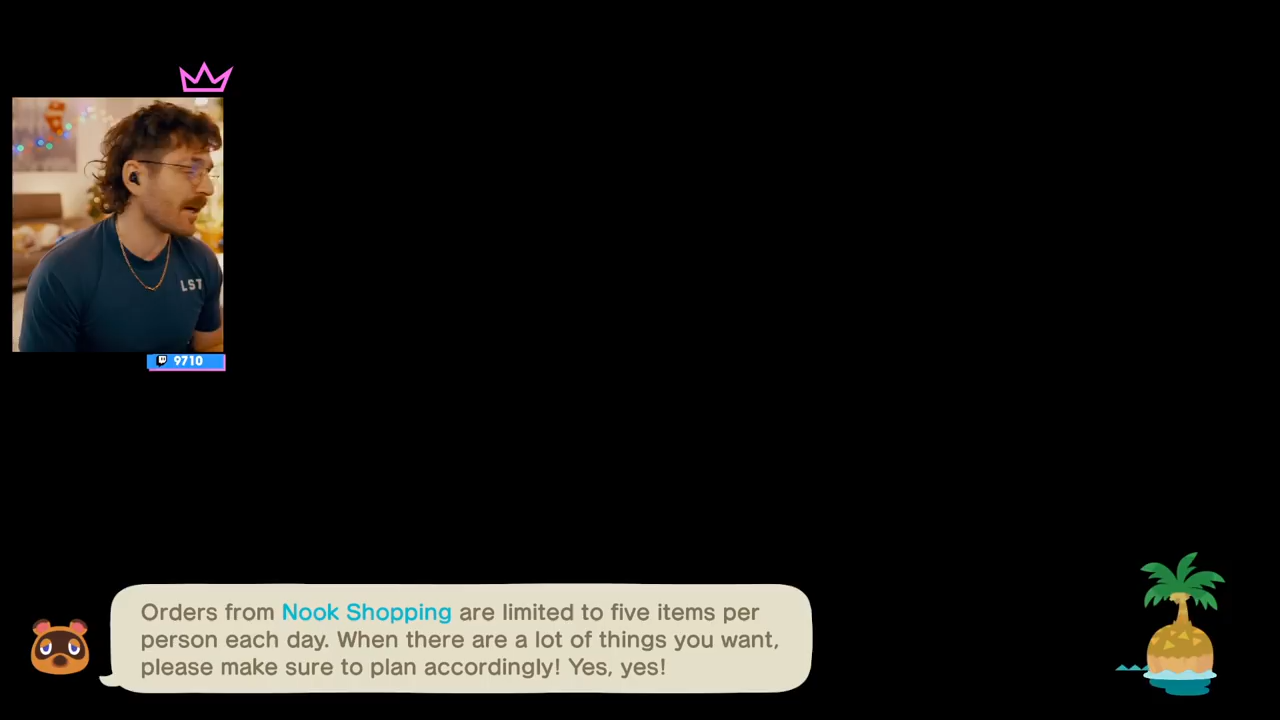 LST
9710
Orders from Nook Shopping are limited to five items per
person each day. When there are a lot of things you want,
please make sure to plan accordingly! Yes, yes!